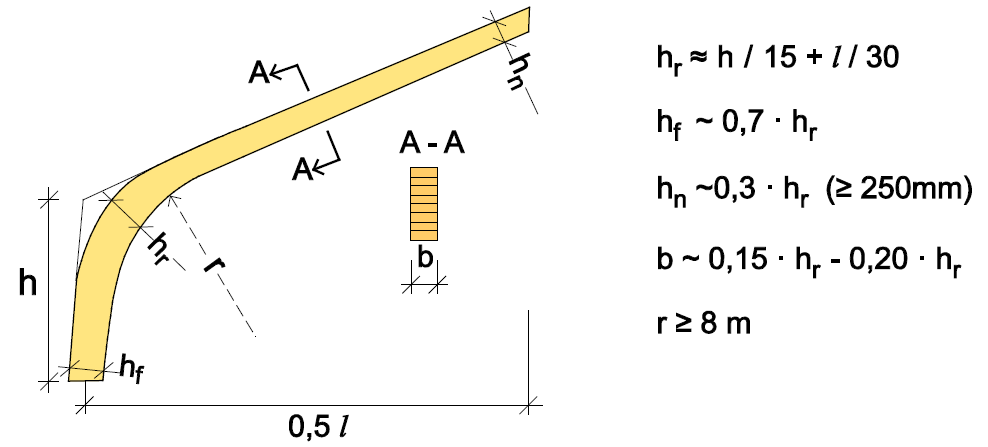 A
h_n
A
A - A
h
h_r
r
b
h_f
0,5 l
h_r ≈ h / 15 + l / 30
h_f ~ 0,7 · h_r
h_n ~0,3 · h_r (≥ 250mm)
b ~ 0,15 · h_r - 0,20 · h_r
r ≥ 8 m